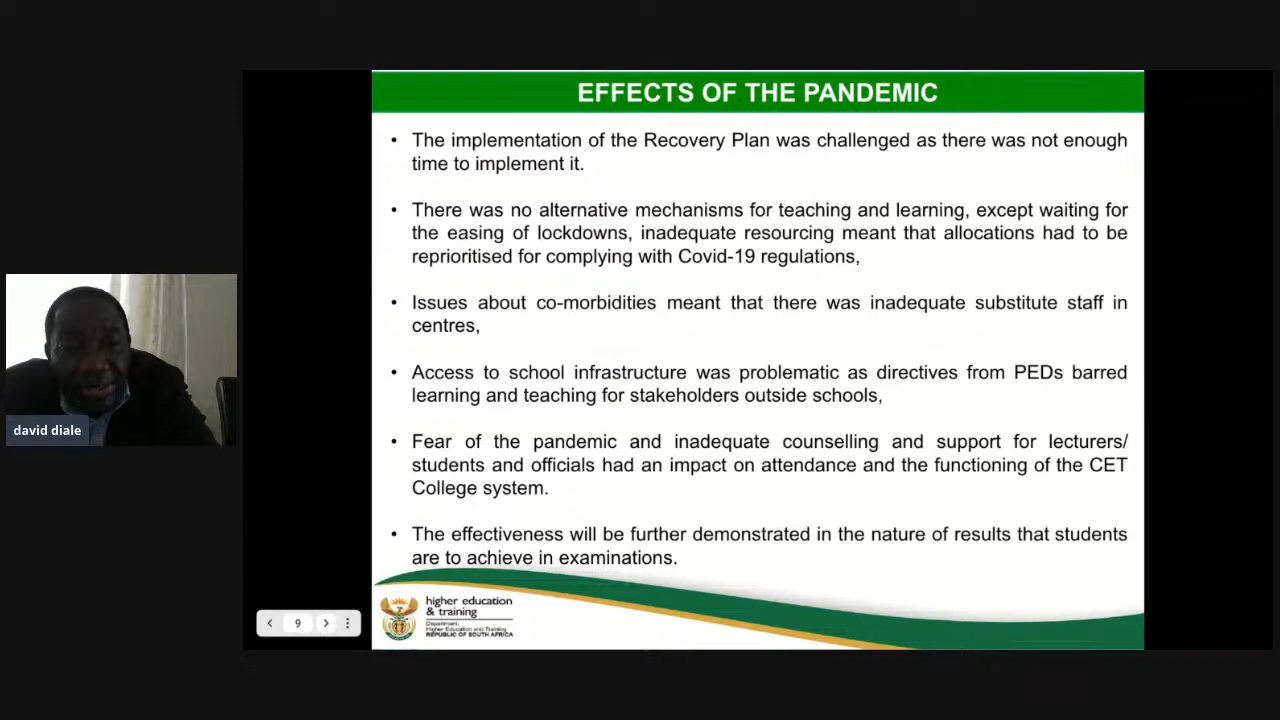 EFFECTS OF THE PANDEMIC
• The implementation of the Recovery Plan was challenged as there was not enough
time to implement it.
• There was no alternative mechanisms for teaching and learning, except waiting for
the easing of lockdowns, inadequate resourcing meant that allocations had to be
reprioritised for complying with Covid-19 regulations,
• Issues about co-morbidities meant that there was inadequate substitute staff in
centres,
• Access to school infrastructure was problematic as directives from PEDs barred
learning and teaching for stakeholders outside schools,
• Fear of the pandemic and inadequate counselling and support for lecturers/
students and officials had an impact on attendance and the functioning of the CET
College system.
• The effectiveness will be further demonstrated in the nature of results that students
are to achieve in examinations.
higher education
& training
Department:
Higher Education and Training
REPUBLIC OF SOUTH AFRICA
david diale
9